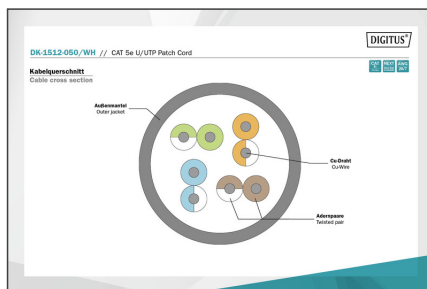 DIGITUS®
DK-1512-050/WH // CAT 5e U/UTP Patch Cord
Kabelquerschnitt
Cable cross section
Außenmantel
Outer jacket
Cu-Draht
Cu-Wire
Adernpaare
Twisted pair